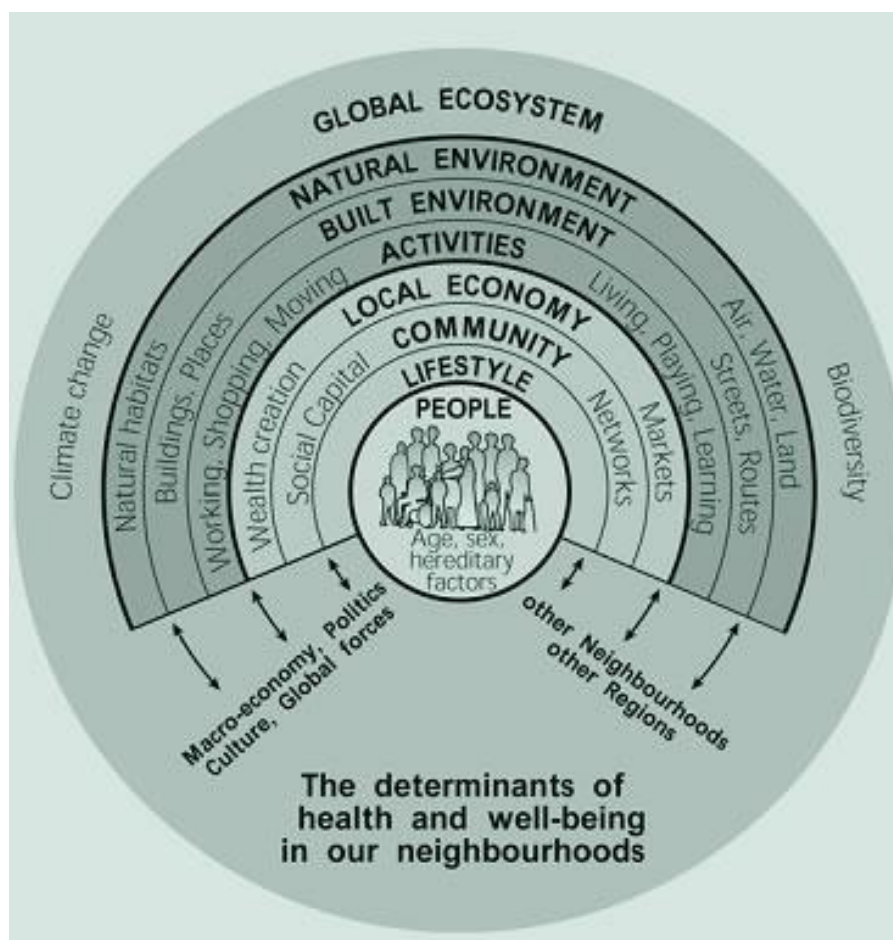 GLOBAL ECOSYSTEM
NATURAL ENVIRONMENT
BUILT ENVIRONMENT
ACTIVITIES
LOCAL ECONOMY
COMMUNITY
LIFESTYLE
PEOPLE
Age, sex,
hereditary
factors
Climate change
Natural habitats
Buildings, Places
Working, Shopping, Moving
Wealth creation
Social Capital
Networks
Markets
Living, Playing, Learning
Streets, Routes
Air, Water, Land
Biodiversity
Macro-economy, Politics
Culture, Global forces
other Neighbourhoods
other Regions
The determinants of
health and well-being
in our neighbourhoods